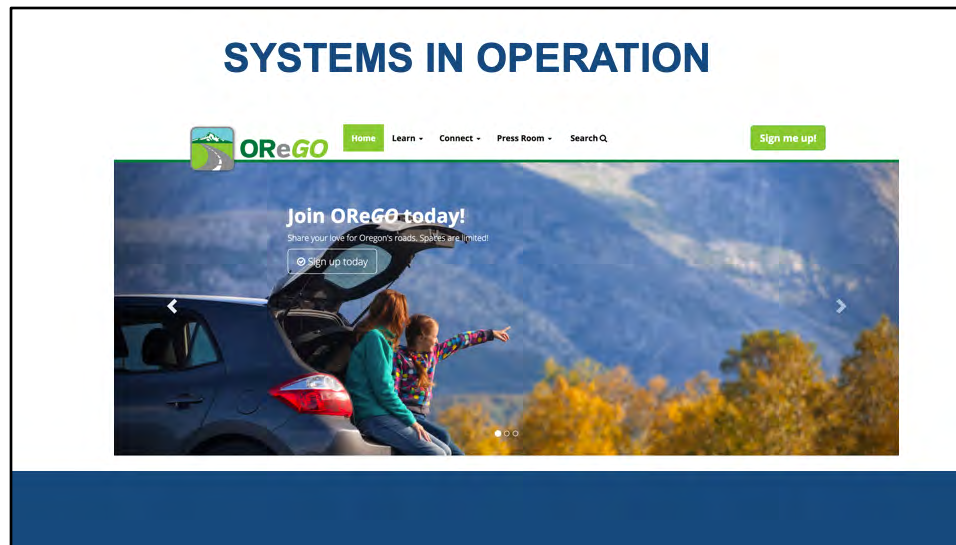 SYSTEMS IN OPERATION
OReGO
Home Learn Connect Press Room Search Sign me up!
Join OReGO today!
Share your love for Oregon's roads. Spaces are limited!
Sign up today